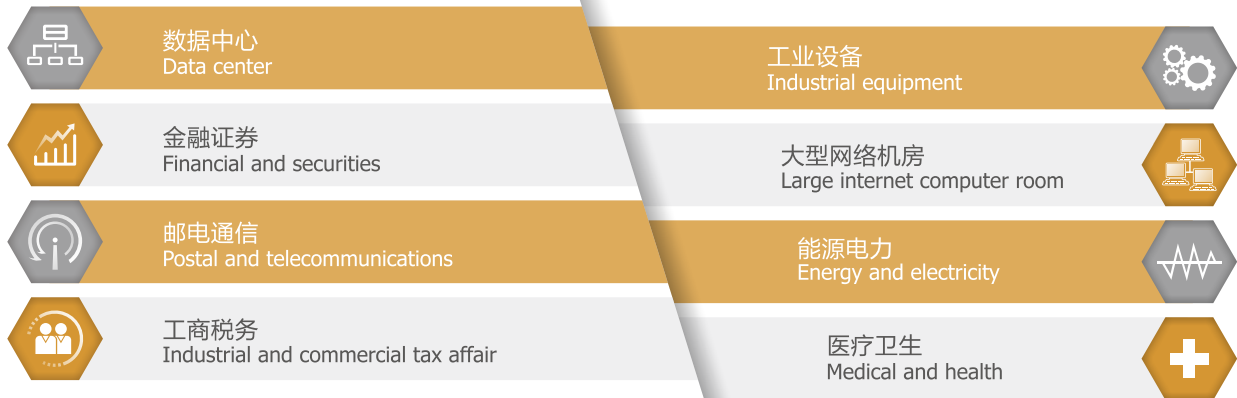 数据中心
Data center
金融证券
Financial and securities
邮电通信
Postal and telecommunications
工商税务
Industrial and commercial tax affair
工业设备
Industrial equipment
大型网络机房
Large internet computer room
能源电力
Energy and electricity
医疗卫生
Medical and health